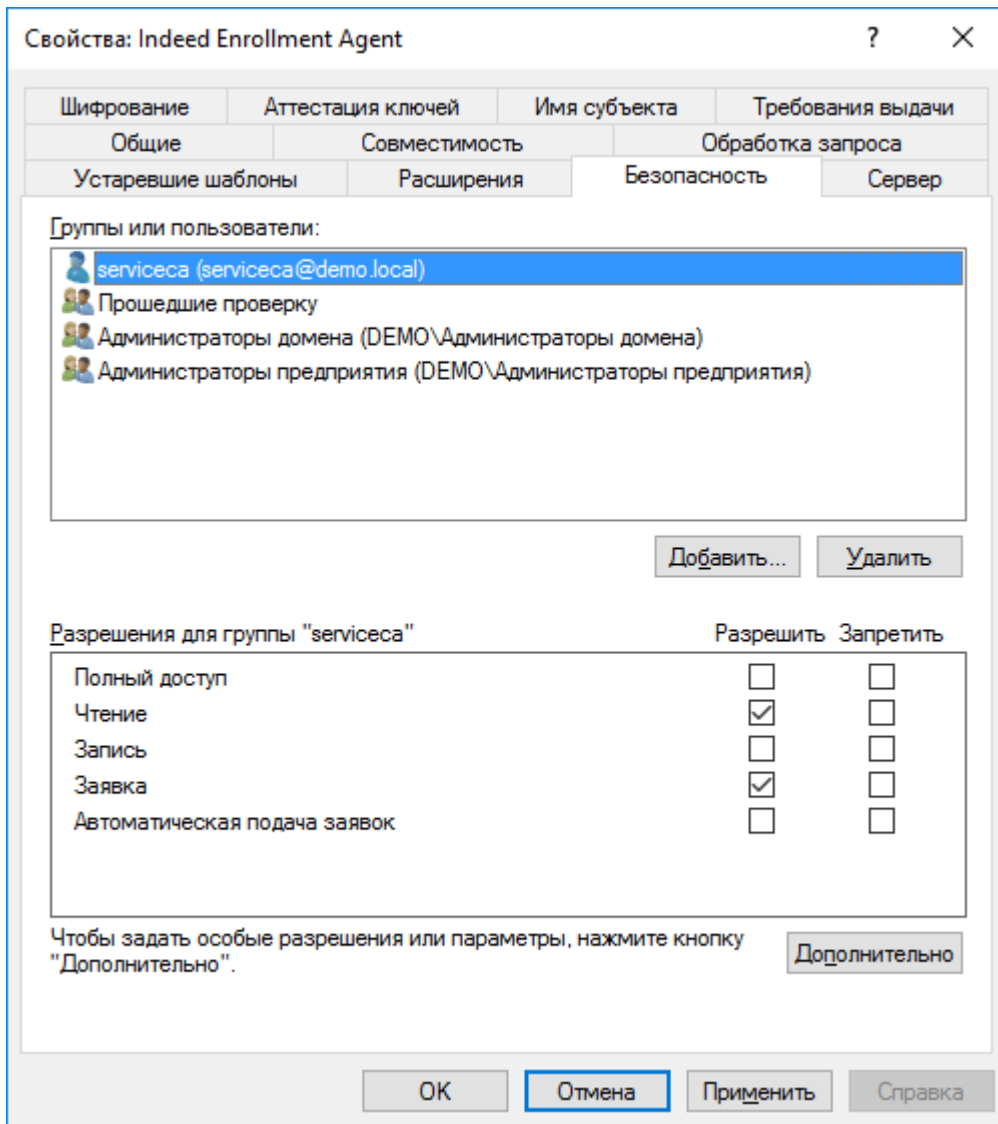 Свойства: Indeed Enrollment Agent
Шифрование Аттестация ключей Имя субъекта Требования выдачи
Общие Совместимость Обработка запроса
Устаревшие шаблоны Расширения Безопасность Сервер
Группы или пользователи:
serviceca (serviceca@demo.local)
Прошедшие проверку
Администраторы домена (DEMO\Администраторы домена)
Администраторы предприятия (DEMO\Администраторы предприятия)
Добавить... Удалить
Разрешения для группы "serviceca" Разрешить Запретить
Полный доступ
Чтение
Запись
Заявка
Автоматическая подача заявок
Чтобы задать особые разрешения или параметры, нажмите кнопку
"Дополнительно".
Дополнительно
OK Отмена Применить Справка